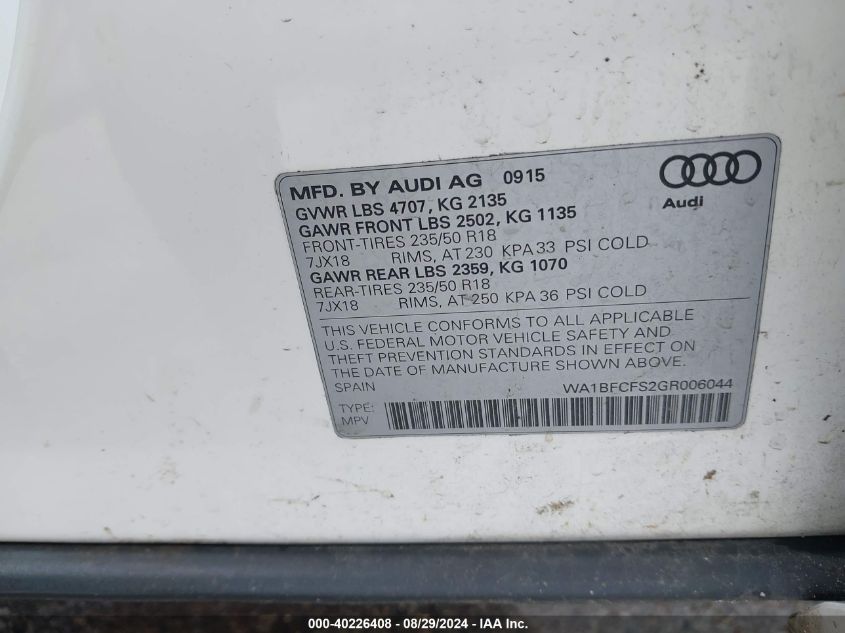 MFD. BY AUDI AG 0915
GVWR LBS 4707, KG 2135
GAWR FRONT LBS 2502, KG 1135
FRONT-TIRES 235/50 R18
7JX18 RIMS, AT 230 KPA 33 PSI COLD
GAWR REAR LBS 2359, KG 1070
REAR-TIRES 235/50 R18
7JX18 RIMS, AT 250 KPA 36 PSI COLD
Audi
THIS VEHICLE CONFORMS TO ALL APPLICABLE
U.S. FEDERAL MOTOR VEHICLE SAFETY AND
THEFT PREVENTION STANDARDS IN EFFECT ON
THE DATE OF MANUFACTURE SHOWN ABOVE.
SPAIN WA1BFCFS2GR006044
TYPE:
MPV
000-40226408 - 08/29/2024 - IAA Inc.